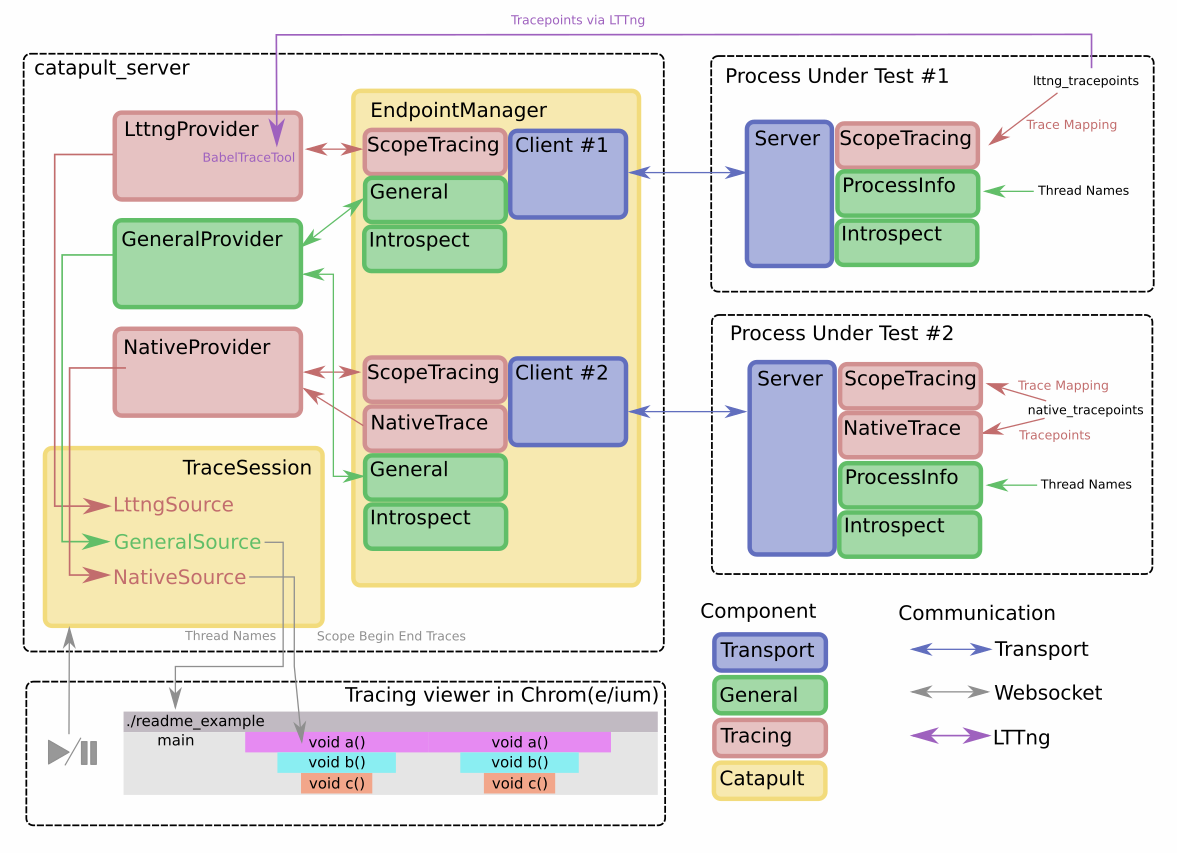 Tracepoints via LTTng
catapult_server
LttngProvider
BabelTraceTool
GeneralProvider
NativeProvider
EndpointManager
ScopeTracing
Client #1
General
Introspect
ScopeTracing
Client #2
NativeTrace
General
Introspect
TraceSession
LttngSource
GeneralSource
NativeSource
Thread Names
Scope Begin End Traces
Process Under Test #1
lttng_tracepoints
Trace Mapping
Server
ScopeTracing
ProcessInfo
Thread Names
Introspect
Process Under Test #2
Server
ScopeTracing
Trace Mapping
native_tracepoints
NativeTrace
Tracepoints
ProcessInfo
Thread Names
Introspect
Tracing viewer in Chrom(e/ium)
./readme_example
main
void a()
void a()
void b()
void b()
void c()
void c()
Component
Transport
General
Tracing
Catapult
Communication
Transport
Websocket
LTTng